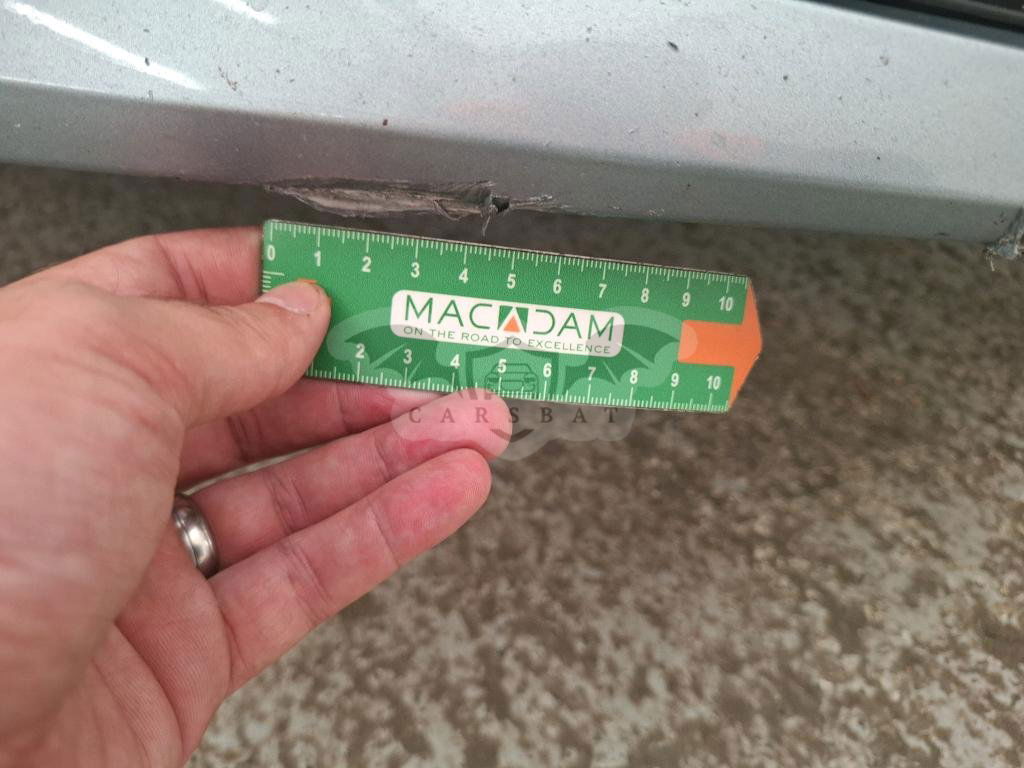 0 1 2 3 4 5 6 7 8 9 10
MACADAM
ON THE ROAD TO EXCELLENCE
2 3 4 5 6 7 8 9 10
CARSBAT